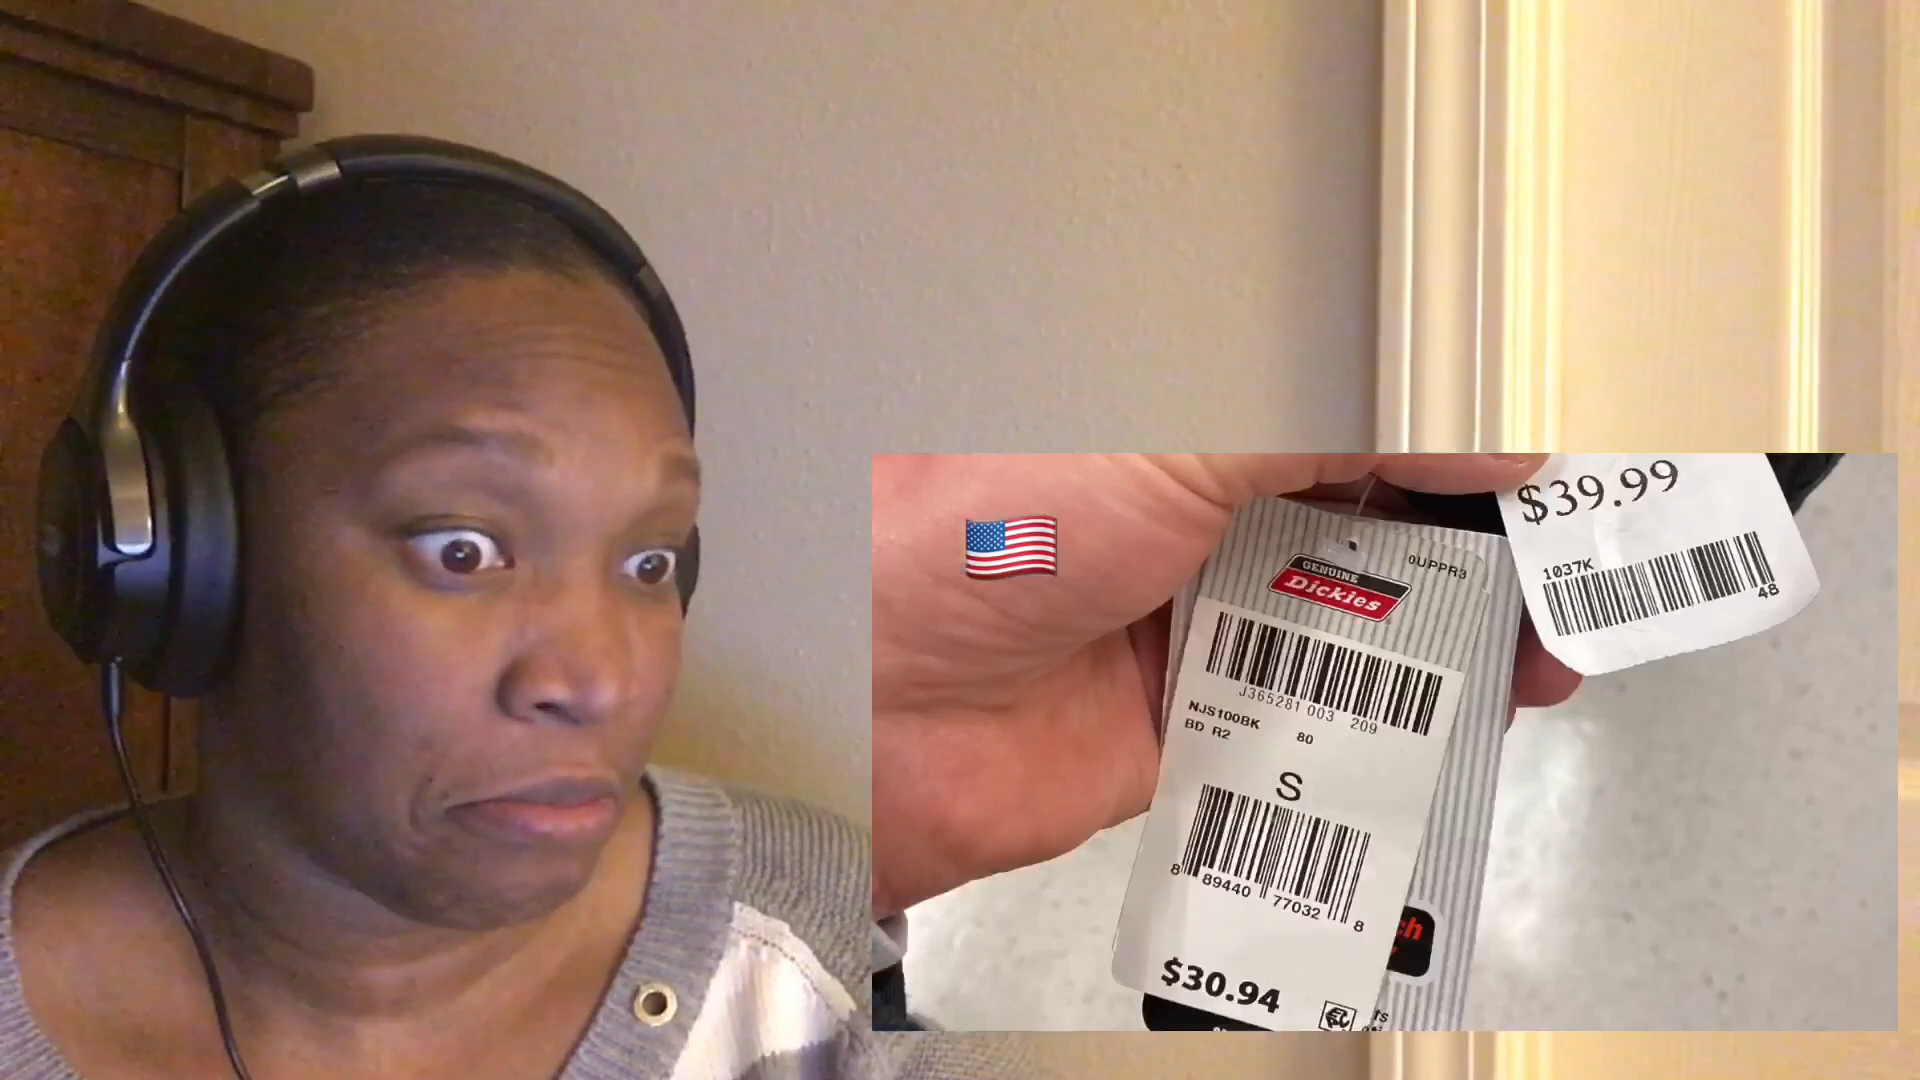 $39.99
1037K
48
0UPPR3
GENUINE
Dickies
J365281 003 209
NJS100BK 80
BD R2
S
8 89440 77032 8
ch
$30.94